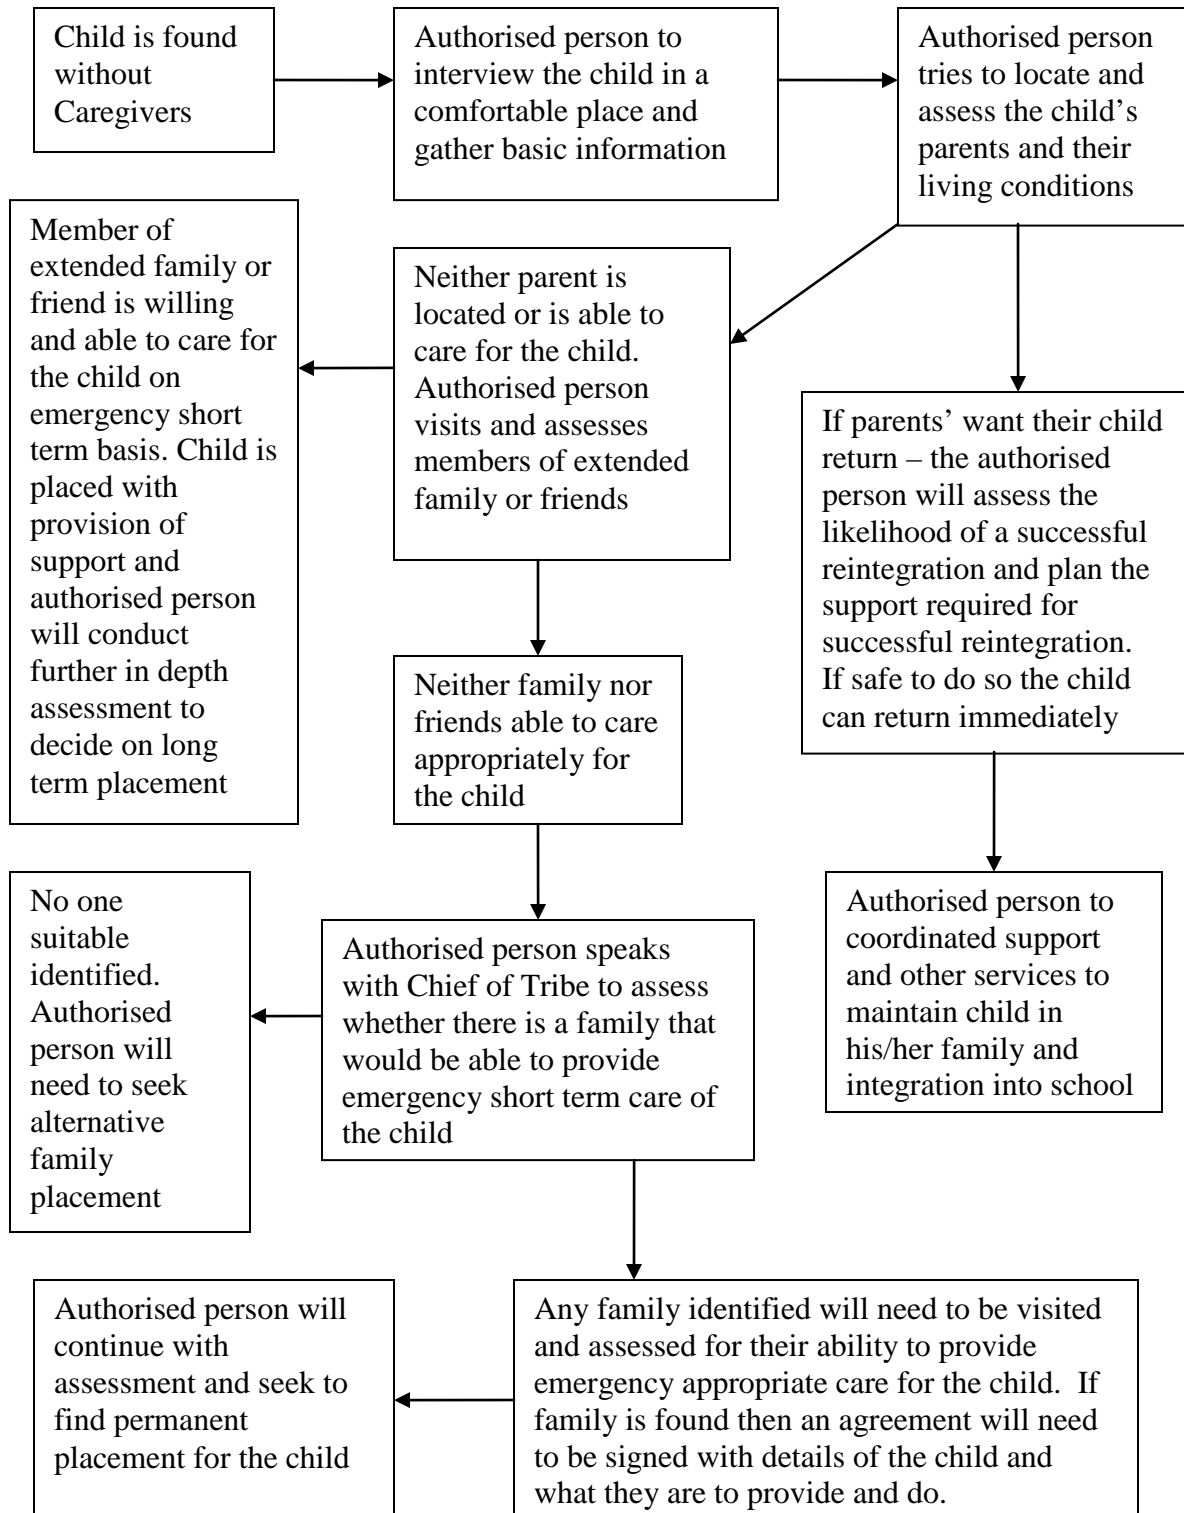 Child is found
without
Caregivers
Authorised person to
interview the child in a
comfortable place and
gather basic information
Authorised person
tries to locate and
assess the child's
parents and their
living conditions
Member of
extended family or
friend is willing
and able to care for
the child on
emergency short
term basis. Child is
placed with
provision of
support and
authorised person
will conduct
further in depth
assessment to
decide on long
term placement
Neither parent is
located or is able to
care for the child.
Authorised person
visits and assesses
members of extended
family or friends
If parents' want their child
return – the authorised
person will assess the
likelihood of a successful
reintegration and plan the
support required for
successful reintegration.
If safe to do so the child
can return immediately
Neither family nor
friends able to care
appropriately for
the child
No one
suitable
identified.
Authorised
person will
need to seek
alternative
family
placement
Authorised person speaks
with Chief of Tribe to assess
whether there is a family that
would be able to provide
emergency short term care of
the child
Authorised person to
coordinated support
and other services to
maintain child in
his/her family and
integration into school
Authorised person will
continue with
assessment and seek to
find permanent
placement for the child
Any family identified will need to be visited
and assessed for their ability to provide
emergency appropriate care for the child.  If
family is found then an agreement will need
to be signed with details of the child and
what they are to provide and do.